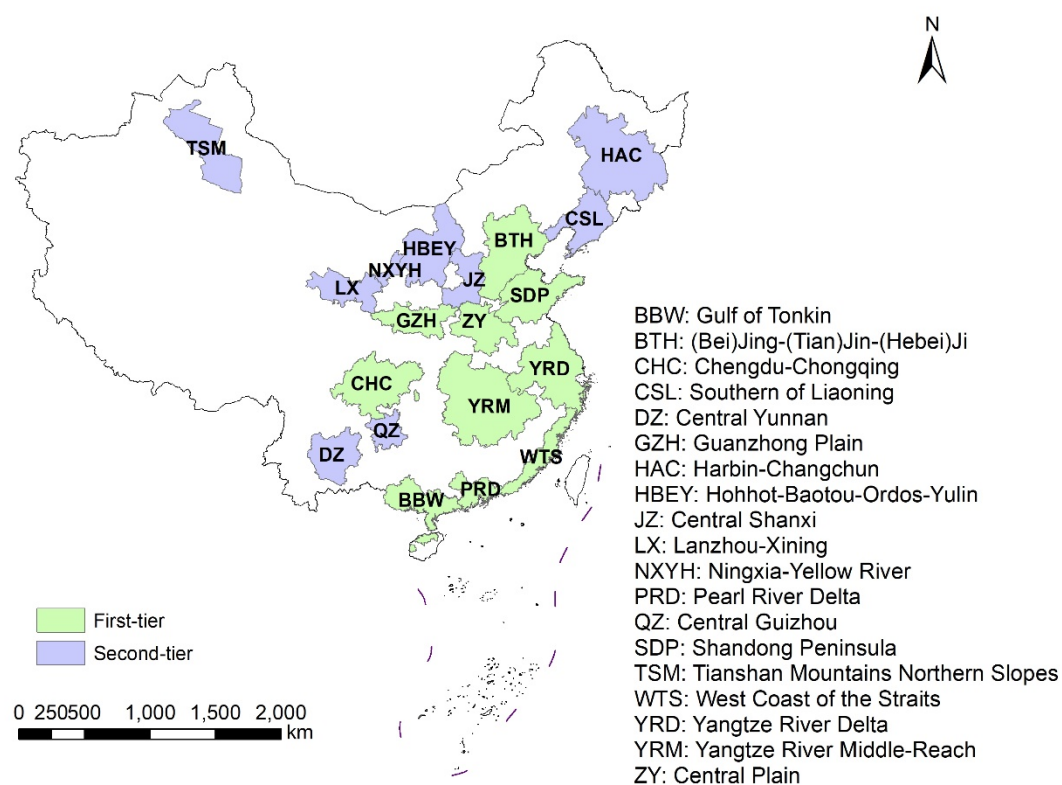 N
TSM
HAC
CSL
BTH
HBEY
NXYH
JZ
LX
SDP
GZH
ZY
YRD
CHC
YRM
QZ
DZ
WTS
PRD
BBW
BBW: Gulf of Tonkin
BTH: (Bei)Jing-(Tian)Jin-(Hebei)Ji
CHC: Chengdu-Chongqing
CSL: Southern of Liaoning
DZ: Central Yunnan
GZH: Guanzhong Plain
HAC: Harbin-Changchun
HBEY: Hohhot-Baotou-Ordos-Yulin
JZ: Central Shanxi
LX: Lanzhou-Xining
NXYH: Ningxia-Yellow River
PRD: Pearl River Delta
QZ: Central Guizhou
SDP: Shandong Peninsula
TSM: Tianshan Mountains Northern Slopes
WTS: West Coast of the Straits
YRD: Yangtze River Delta
YRM: Yangtze River Middle-Reach
ZY: Central Plain
First-tier
Second-tier
0 250500 1,000 1,500 2,000
km